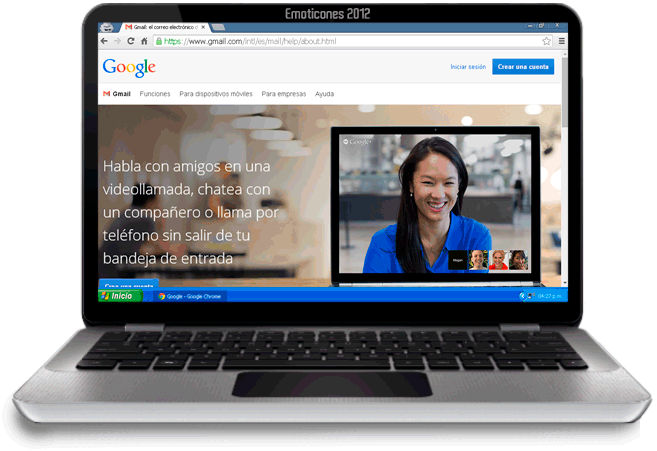 Emoticones 2012
Gmail: el correo electrónico d
https://www.gmail.com/intl/es/mail/help/about.html
Google
Iniciar sesión
Crear una cuenta
Gmail Funciones Para dispositivos móviles Para empresas Ayuda
Google+
Habla con amigos en una
videollamada, chatea con
un compañero o llama por
teléfono sin salir de tu
bandeja de entrada
Megan
Crea una cuenta
Inicio
Google - Google Chrome
04:27 p.m.